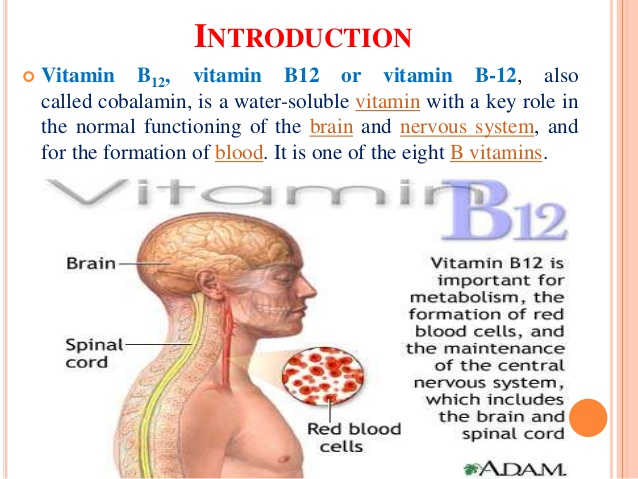 INTRODUCTION
Vitamin B12, vitamin B12 or vitamin B-12, also
called cobalamin, is a water-soluble vitamin with a key role in
the normal functioning of the brain and nervous system, and
for the formation of blood. It is one of the eight B vitamins.
Vitamin B12
Brain
Spinal
cord
Red blood
cells
Vitamin B12 is
important for
metabolism, the
formation of red
blood cells, and
the maintenance
of the central
nervous system,
which includes
the brain and
spinal cord
ADAM.